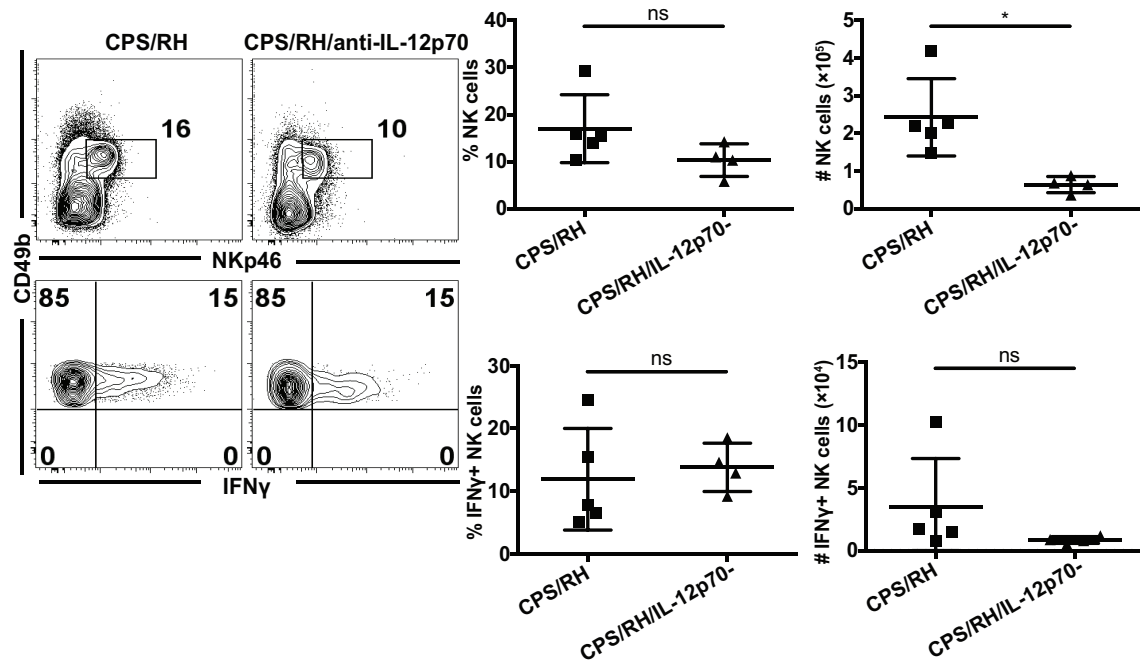 CPS/RH
CPS/RH/anti-IL-12p70
16
10
CD49b
NKp46
85
15
85
15
0
0
0
0
IFNγ
ns
% NK cells
40
30
20
10
0
CPS/RH
CPS/RH/IL-12p70-
*
# NK cells (×10⁵)
5
4
3
2
1
0
CPS/RH
CPS/RH/IL-12p70-
ns
% IFNγ+ NK cells
30
20
10
0
CPS/RH
CPS/RH/IL-12p70-
ns
# IFNγ+ NK cells (×10⁴)
15
10
5
0
CPS/RH
CPS/RH/IL-12p70-